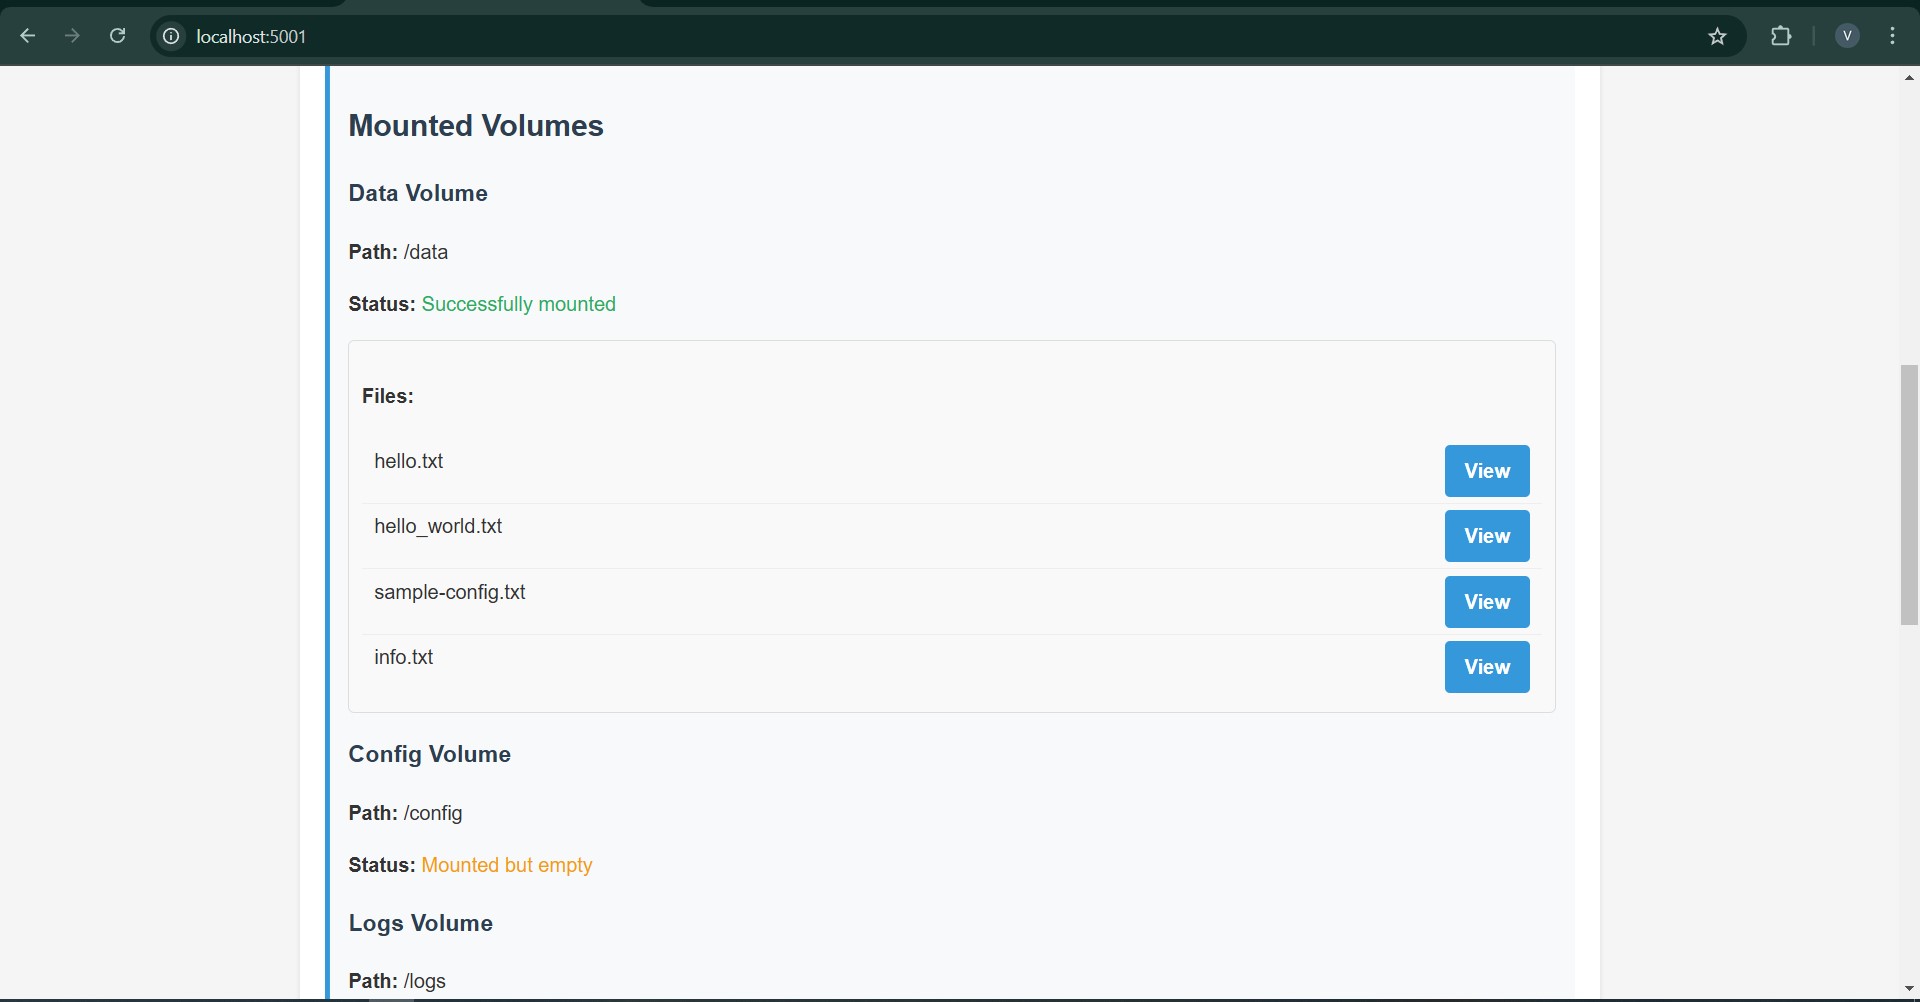 localhost:5001
V
Mounted Volumes
Data Volume
Path: /data
Status: Successfully mounted
Files:
hello.txt
View
hello_world.txt
View
sample-config.txt
View
info.txt
View
Config Volume
Path: /config
Status: Mounted but empty
Logs Volume
Path: /logs